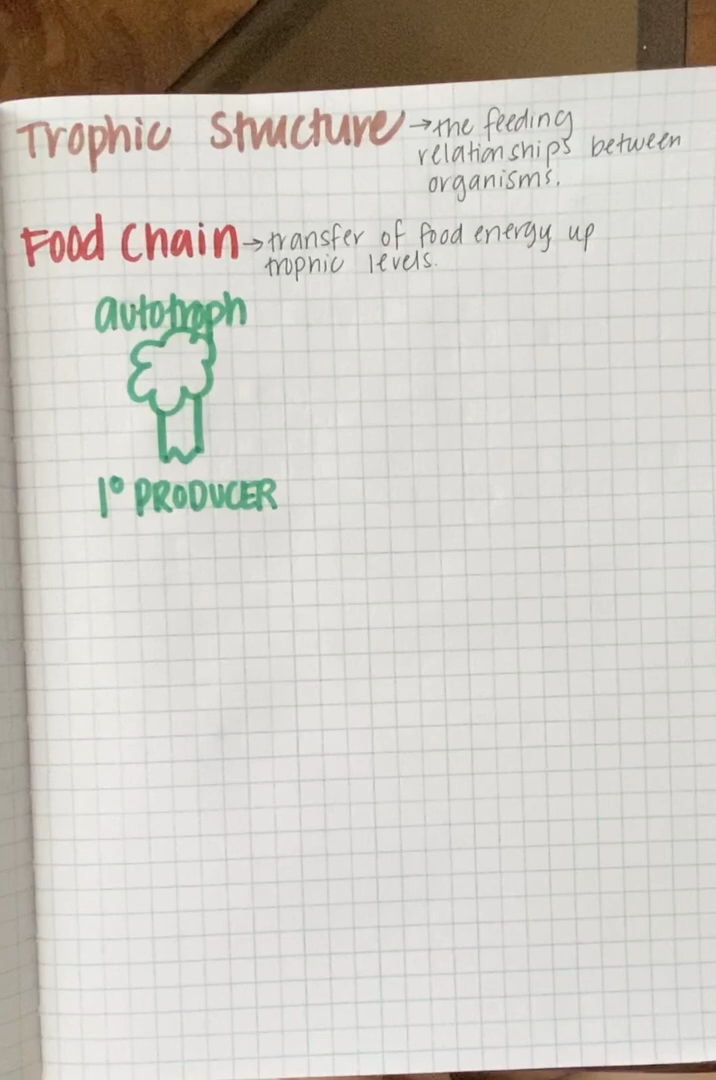 Trophic Structure → the feeding
relationships between
organisms.
Food Chain → transfer of food energy up
trophic levels.
autotroph
1° PRODUCER